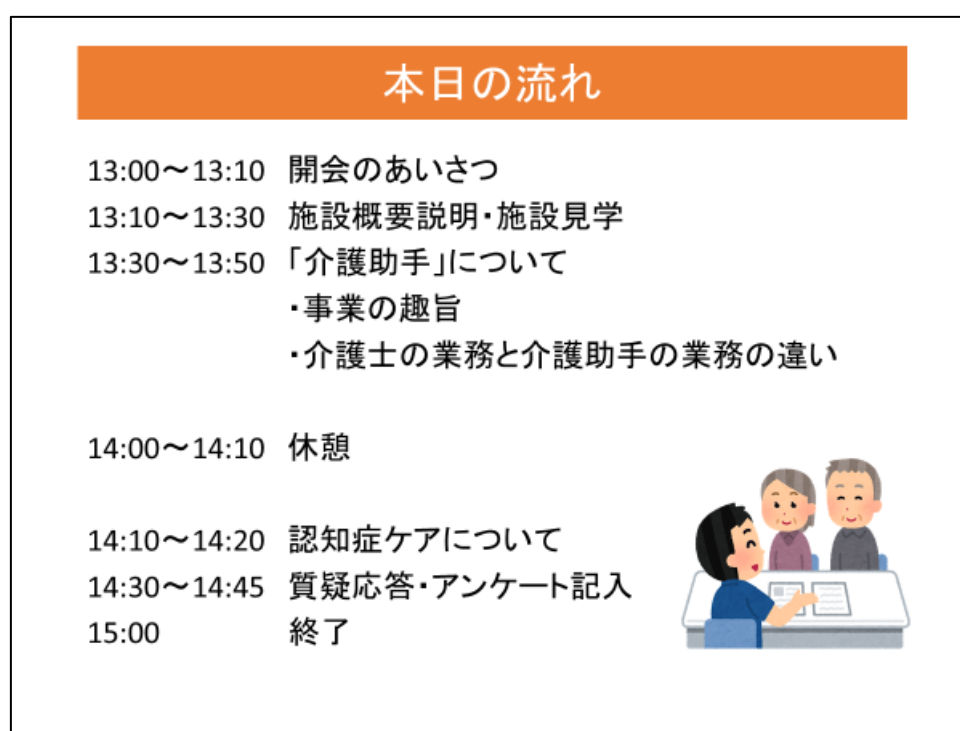 本日の流れ
13:00～13:10 開会のあいさつ
13:10～13:30 施設概要説明・施設見学
13:30～13:50 「介護助手」について
・事業の趣旨
・介護士の業務と介護助手の業務の違い
14:00～14:10 休憩
14:10～14:20 認知症ケアについて
14:30～14:45 質疑応答・アンケート記入
15:00 終了